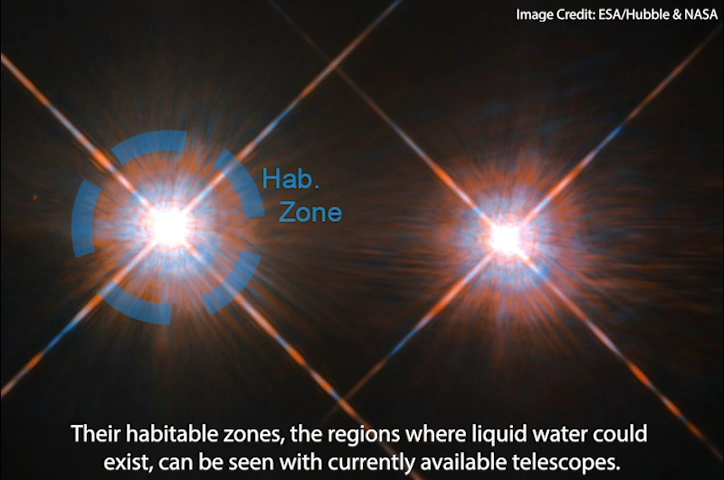 Image Credit: ESA/Hubble & NASA
Hab.
Zone
Their habitable zones, the regions where liquid water could
exist, can be seen with currently available telescopes.